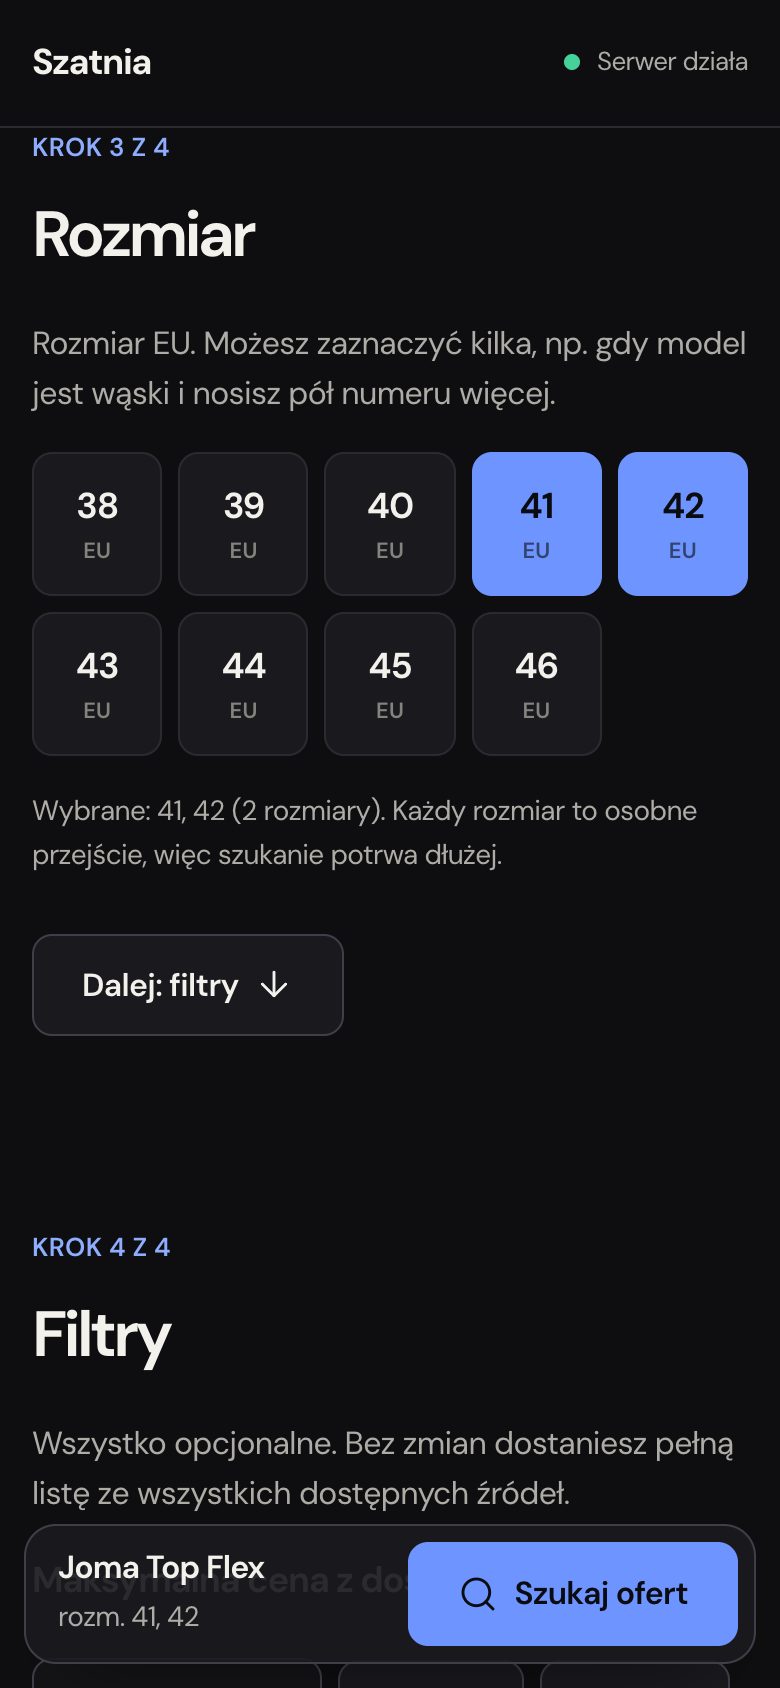 Szatnia
Serwer działa
KROK 3 Z 4
Rozmiar
Rozmiar EU. Możesz zaznaczyć kilka, np. gdy model
jest wąski i nosisz pół numeru więcej.
38
EU
39
EU
40
EU
41
EU
42
EU
43
EU
44
EU
45
EU
46
EU
Wybrane: 41, 42 (2 rozmiary). Każdy rozmiar to osobne
przejście, więc szukanie potrwa dłużej.
Dalej: filtry
KROK 4 Z 4
Filtry
Wszystko opcjonalne. Bez zmian dostaniesz pełną
listę ze wszystkich dostępnych źródeł.
Maksymalna cena z
Joma Top Flex
rozm. 41, 42
Szukaj ofert